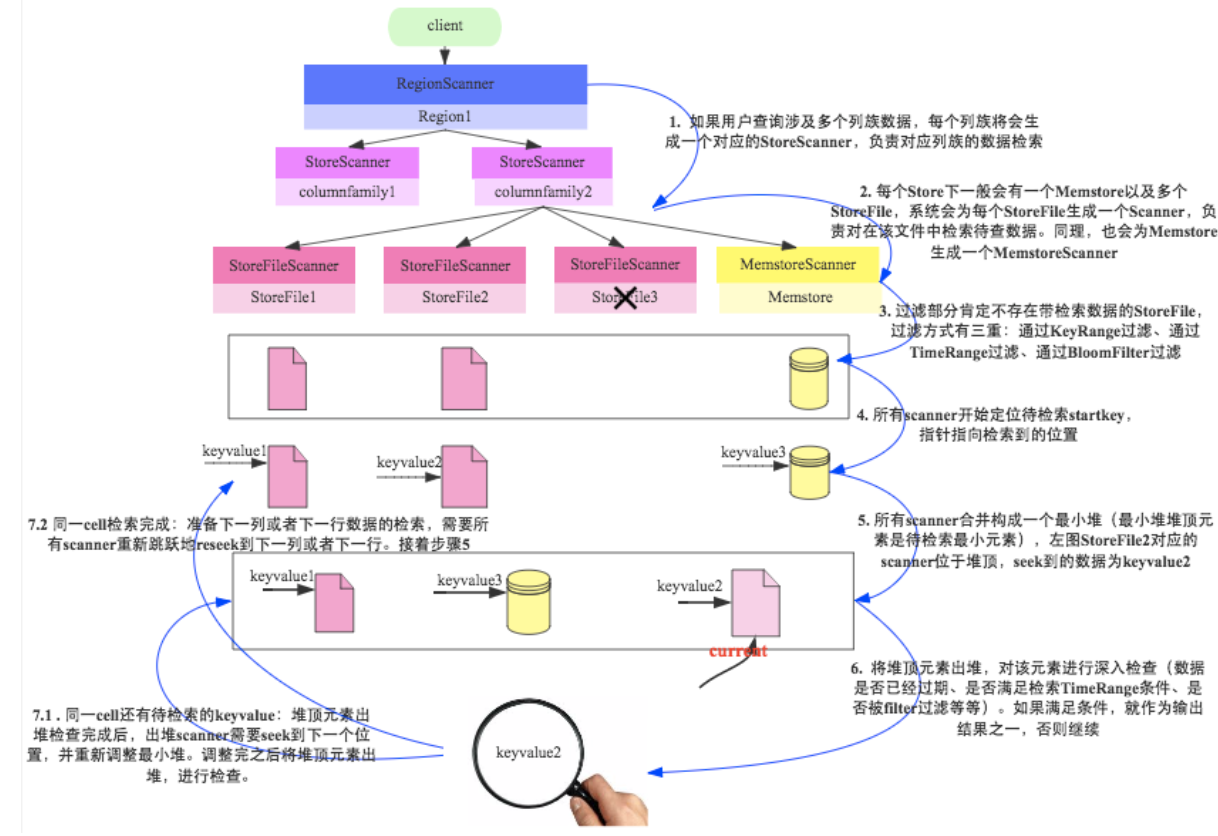 client
RegionScanner
Region1
1. 如果用户查询涉及多个列族数据，每个列族将会生
成一个对应的StoreScanner，负责对应列族的数据检索
StoreScanner
StoreScanner
columnfamily1
columnfamily2
2. 每个Store下一般会有一个Memstore以及多个
StoreFile，系统会为每个StoreFile生成一个Scanner，负
责对在该文件中检索待查数据。同理，也会为Memstore
生成一个MemstoreScanner
StoreFileScanner
StoreFileScanner
StoreFileScanner
MemstoreScanner
StoreFile1
StoreFile2
StoreFile3
Memstore
3. 过滤部分肯定不存在带检索数据的StoreFile，
过滤方式有三重：通过KeyRange过滤、通过
TimeRange过滤、通过BloomFilter过滤
4. 所有scanner开始定位待检索startkey，
指针指向检索到的位置
keyvalue1
keyvalue2
keyvalue3
7.2 同一cell检索完成：准备下一列或者下一行数据的检索，需要所
有scanner重新跳跃地reseek到下一列或者下一行。接着步骤5
5. 所有scanner合并构成一个最小堆（最小堆堆顶元
素是待检索最小元素），左图StoreFile2对应的
scanner位于堆顶，seek到的数据为keyvalue2
keyvalue1
keyvalue3
keyvalue2
current
6. 将堆顶元素出堆，对该元素进行深入检查（数据
是否已经过期、是否满足检索TimeRange条件、是
否被filter过滤等等）。如果满足条件，就作为输出
结果之一，否则继续
7.1 . 同一cell还有待检索的keyvalue：堆顶元素出
堆检查完成后，出堆scanner需要seek到下一个位
置，并重新调整最小堆。调整完之后将堆顶元素出
堆，进行检查。
keyvalue2